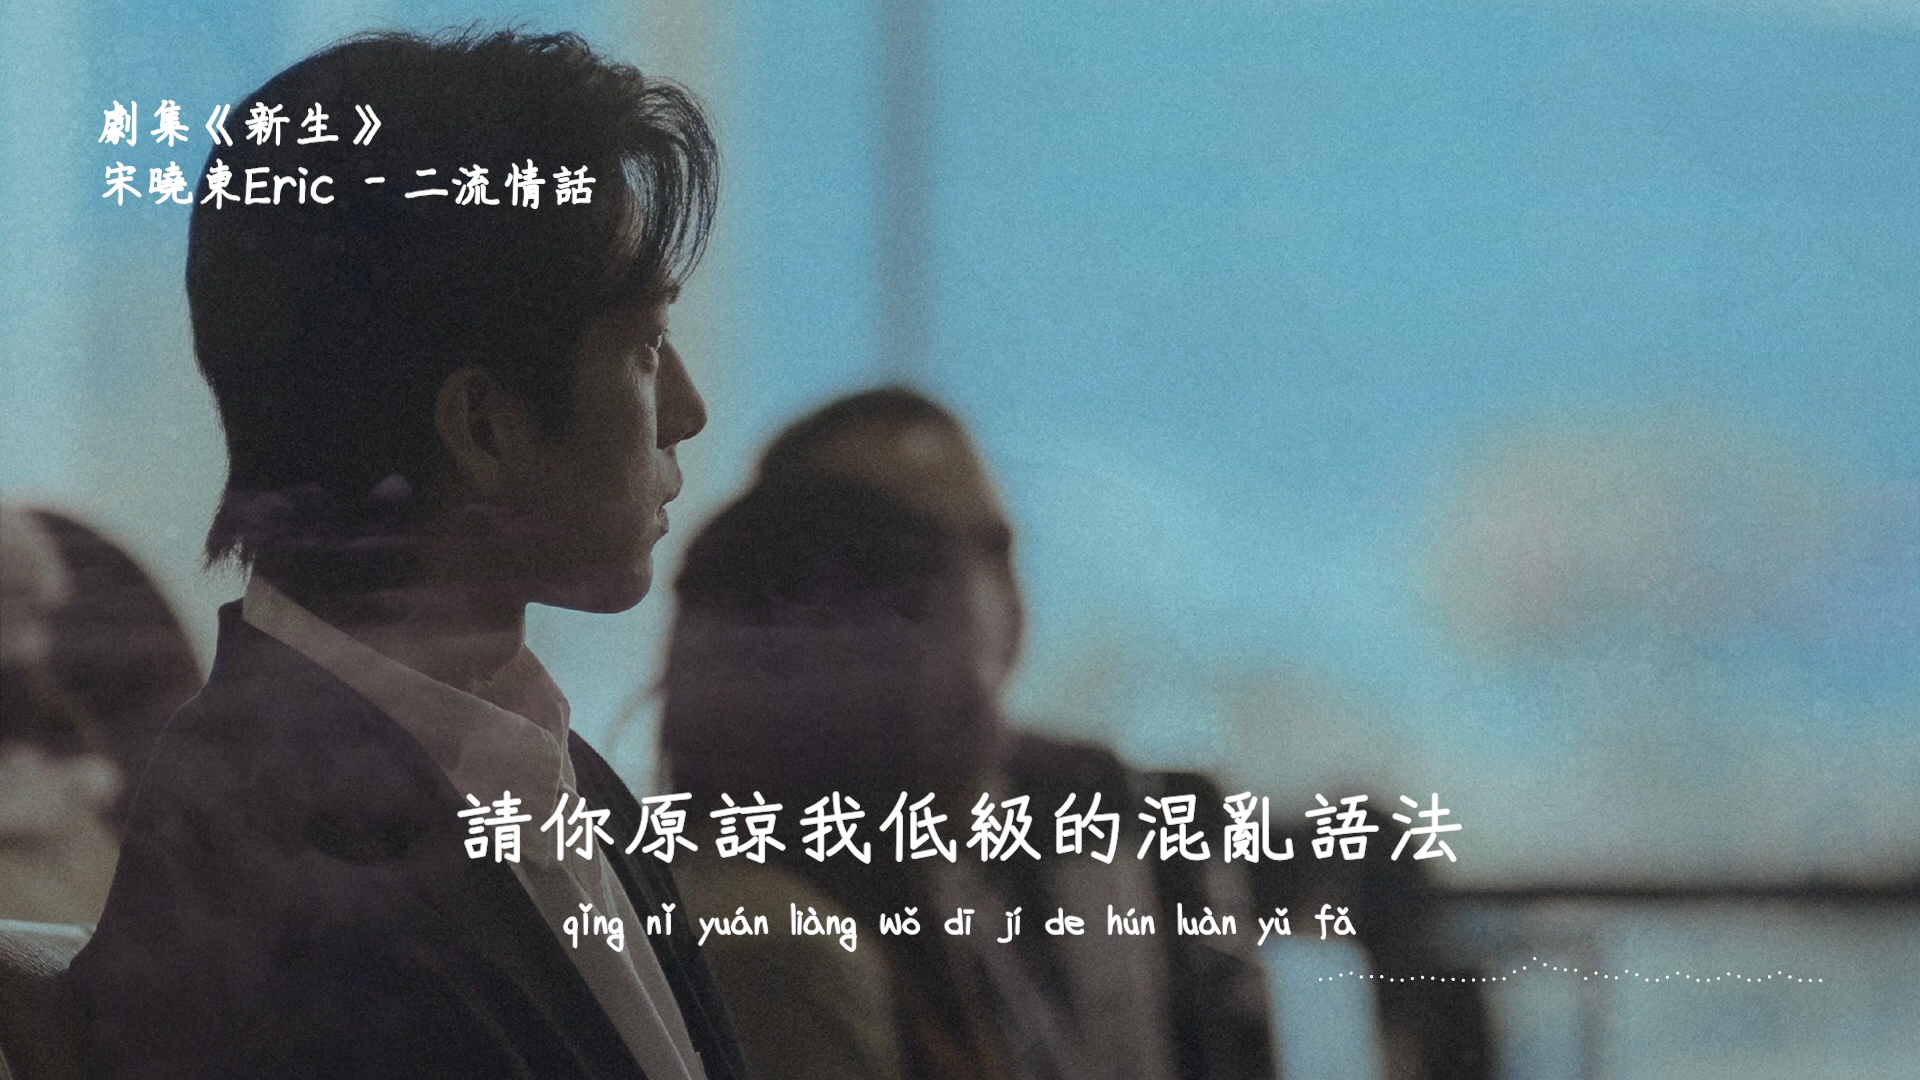 劇集《新生》
宋曉東Eric - 二流情話
請你原諒我低級的混亂語法
qǐng nǐ yuán liàng wǒ dī jí de hún luàn yǔ fǎ